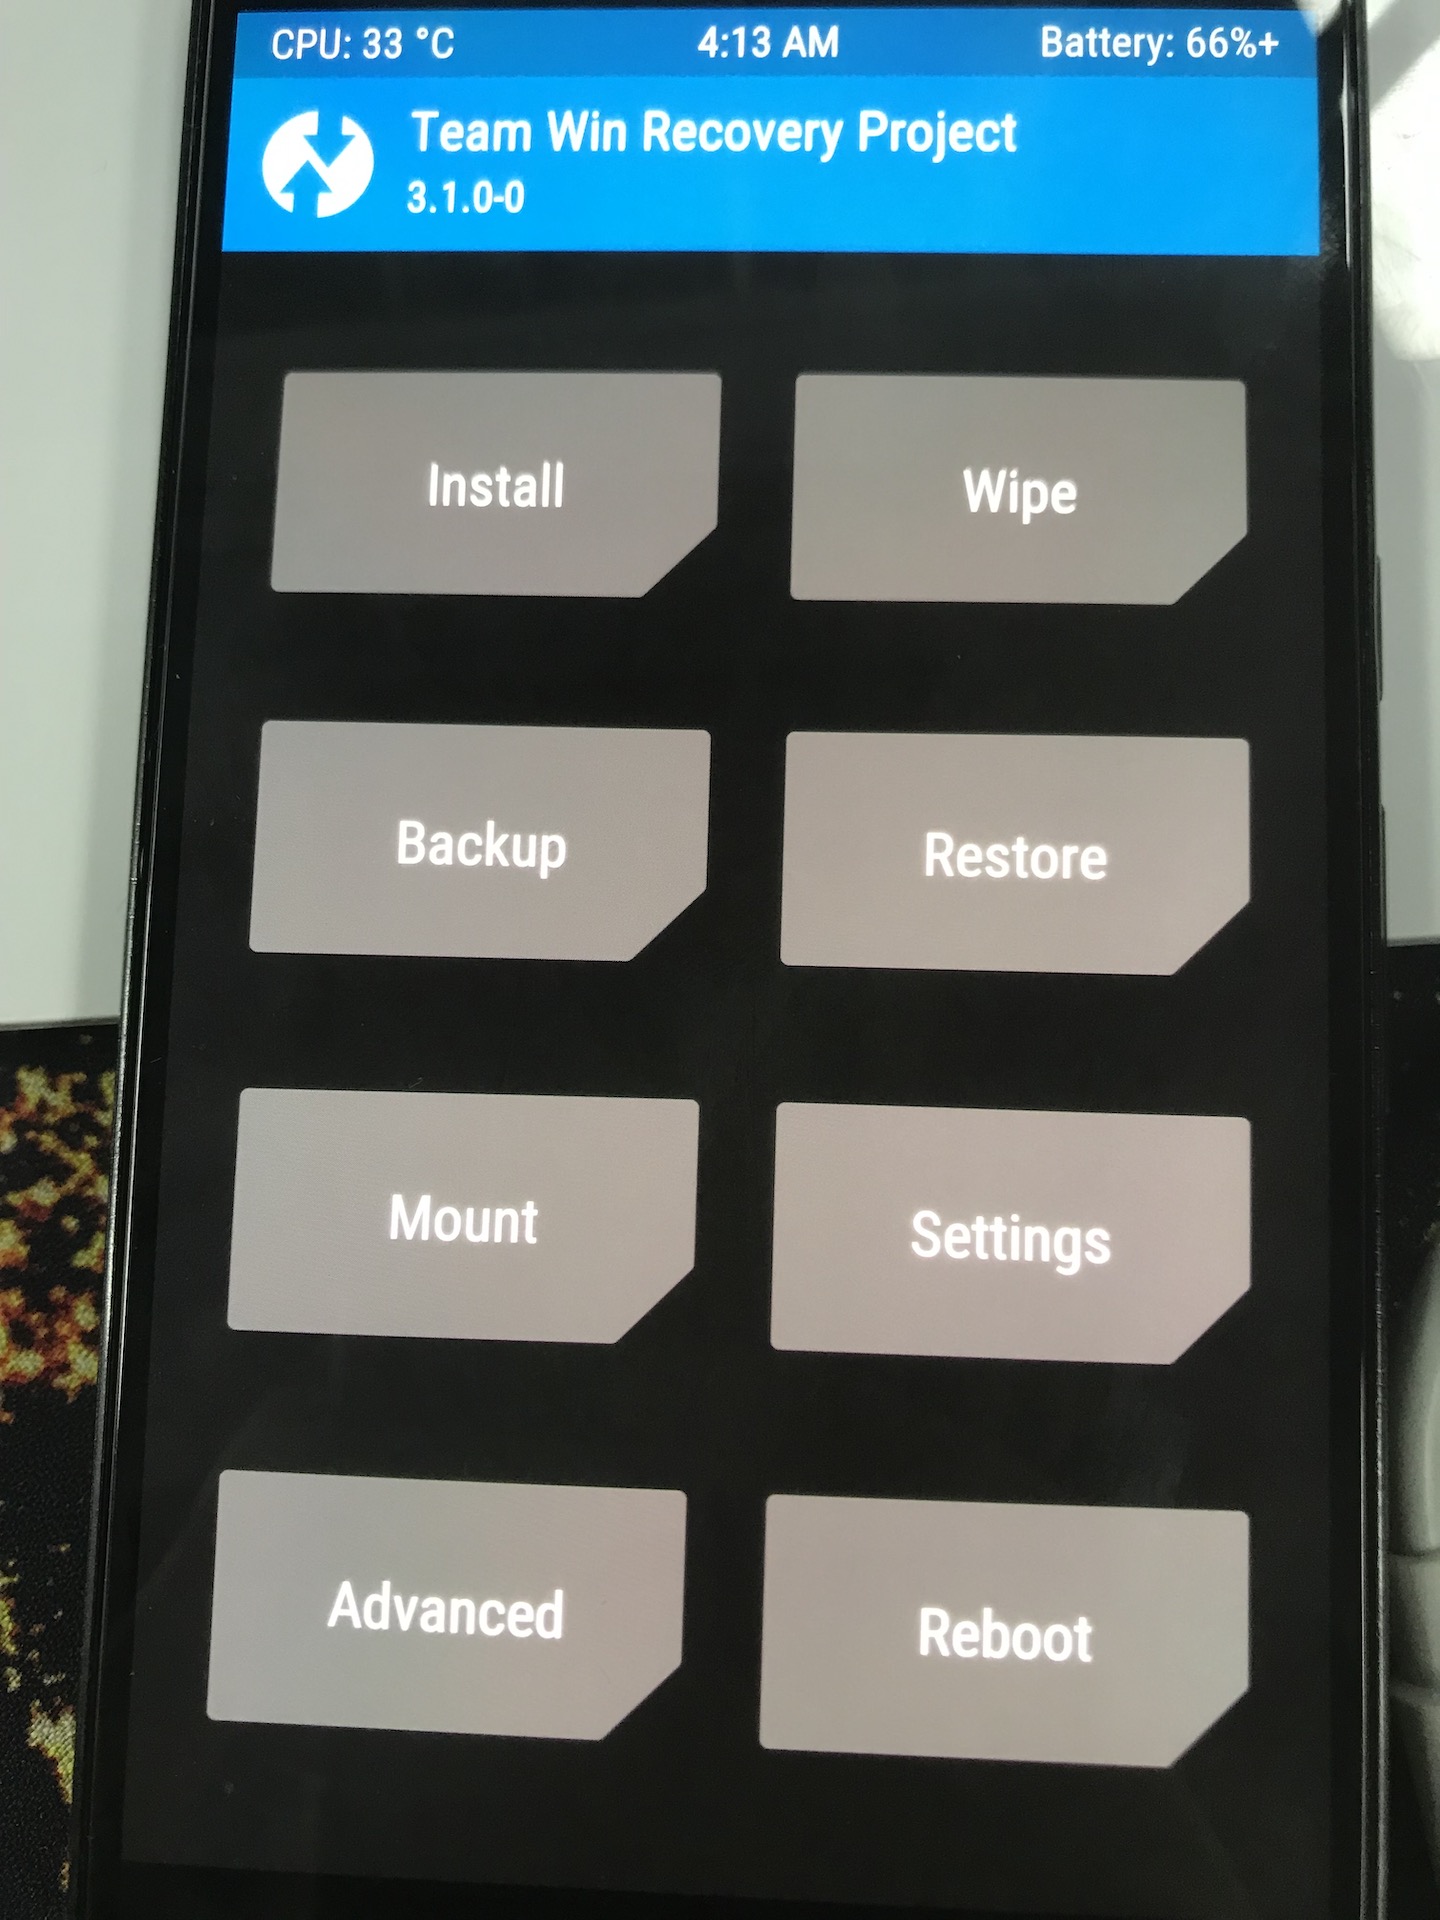 CPU: 33 °C 4:13 AM Battery: 66%+
Team Win Recovery Project
3.1.0-0
Install Wipe
Backup Restore
Mount Settings
Advanced Reboot